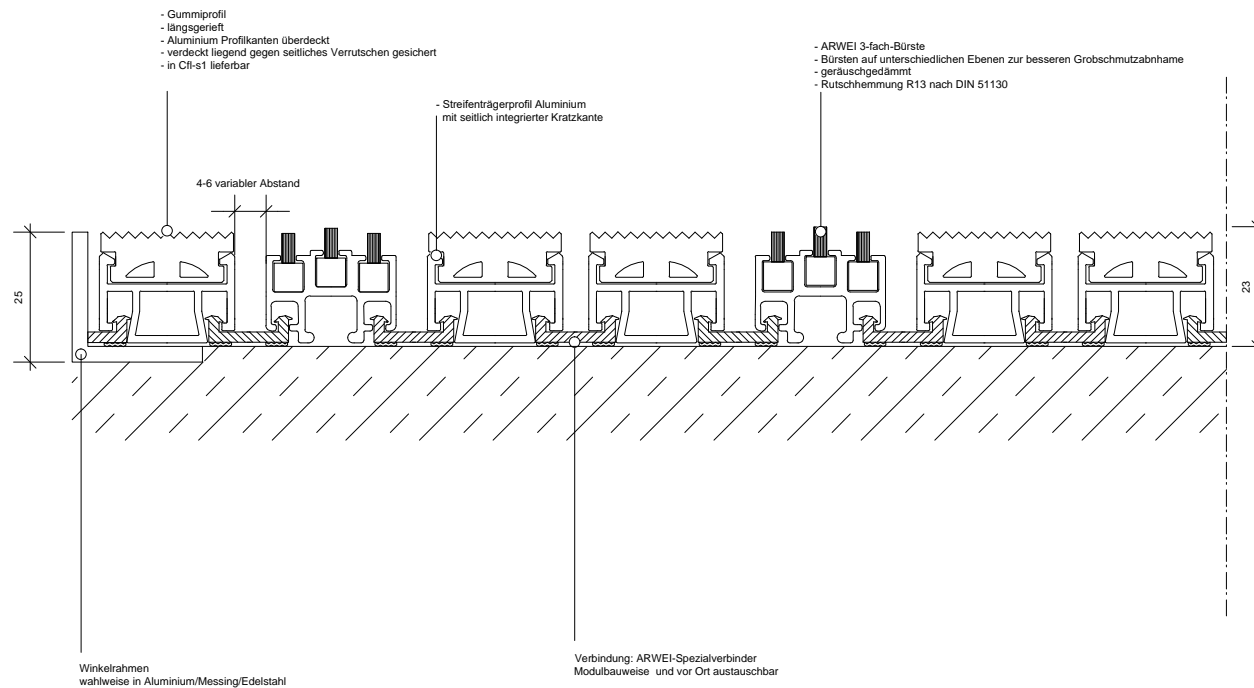 - Gummiprofil
- längsgerieft
- Aluminium Profilkanten überdeckt
- verdeckt liegend gegen seitliches Verrutschen gesichert
- in Cfl-s1 lieferbar
- ARWEI 3-fach-Bürste
- Bürsten auf unterschiedlichen Ebenen zur besseren Grobschmutzabnhame
- geräuschgedämmt
- Rutschhemmung R13 nach DIN 51130
- Streifenträgerprofil Aluminium
mit seitlich integrierter Kratzkante
4-6 variabler Abstand
25
23
Winkelrahmen
wahlweise in Aluminium/Messing/Edelstahl
Verbindung: ARWEI-Spezialverbinder
Modulbauweise und vor Ort austauschbar